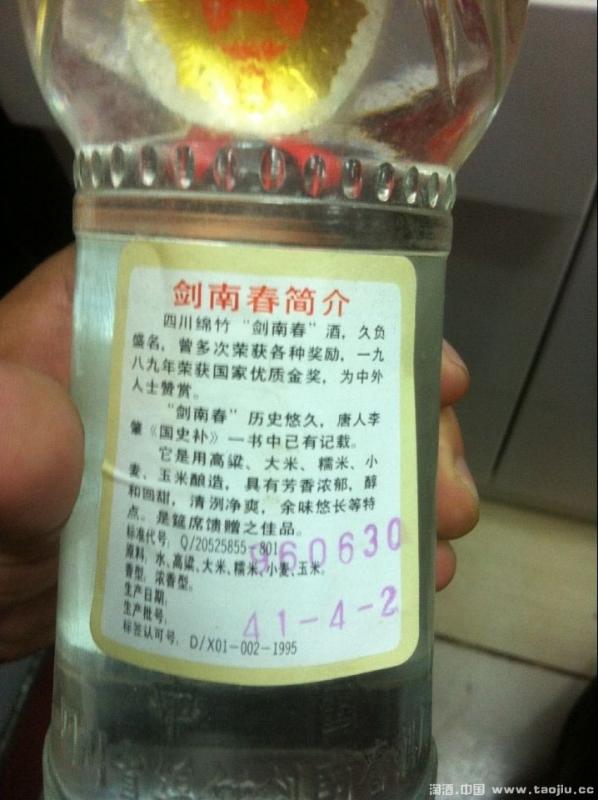 剑南春简介
四川绵竹“剑南春”酒，久负
盛名，曾多次荣获各种奖励，一九
八九年荣获国家优质金奖，为中外
人士赞赏。
“剑南春”历史悠久，唐人李
肇《国史补》一书中已有记载。
它是用高粱、大米、糯米、小
麦、玉米酿造，具有芳香浓郁，醇
和回甜，清洌净爽，余味悠长等特
点。是筵席馈赠之佳品。
标准代号：Q/20525855-801
960630
原料：水、高粱、大米、糯米、小麦、玉米。
香型：浓香型。
生产日期：
生产批号：
41-4-2
标签认可号：D/X01-002-1995
淘酒.中国 www.taojiu.cc